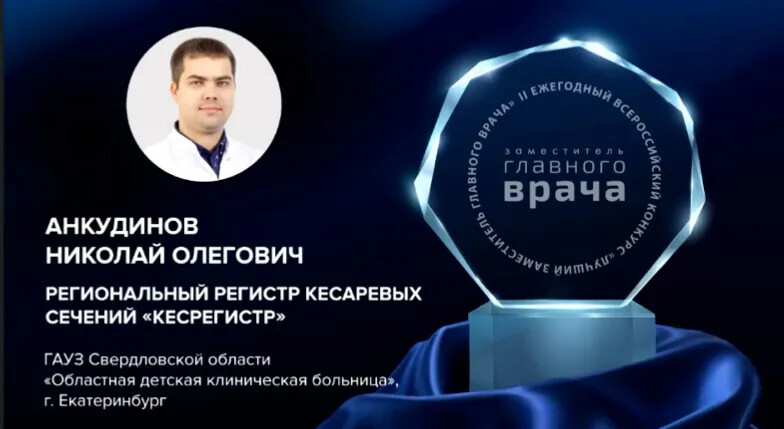 АНКУДИНОВ
НИКОЛАЙ ОЛЕГОВИЧ
РЕГИОНАЛЬНЫЙ РЕГИСТР КЕСАРЕВЫХ
СЕЧЕНИЙ «КЕСРЕГИСТР»
ГАУЗ Свердловской области
«Областная детская клиническая больница»,
г. Екатеринбург
II ЕЖЕГОДНЫЙ ВСЕРОССИЙСКИЙ КОНКУРС «ЛУЧШИЙ ЗАМЕСТИТЕЛЬ ГЛАВНОГО ВРАЧА»
заместитель
главного
врача